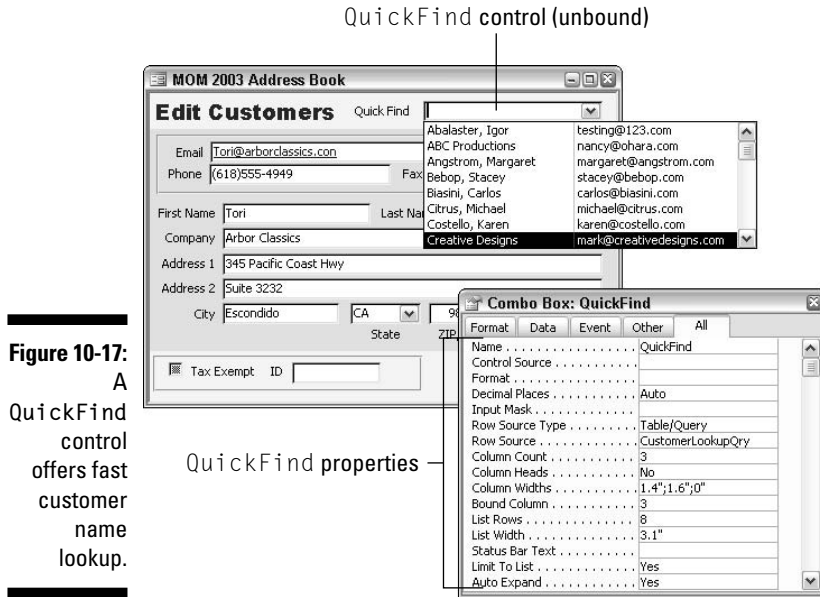 QuickFind control (unbound)
MOM 2003 Address Book
Edit Customers Quick Find
Abalaster, Igor testing@123.com
ABC Productions nancy@ohara.com
Angstrom, Margaret margaret@angstrom.com
Bebop, Stacey stacey@bebop.com
Biasini, Carlos carlos@biasini.com
Citrus, Michael michael@citrus.com
Costello, Karen karen@costello.com
Creative Designs mark@creativedesigns.com
Email Tori@arborclassics.con
Phone (618)555-4949 Fax
First Name Tori Last Na
Company Arbor Classics
Address 1 345 Pacific Coast Hwy
Address 2 Suite 3232
City Escondido CA 98
State ZIP
Tax Exempt ID
Combo Box: QuickFind
Format Data Event Other All
Name . . . . . . . . . . . . . . . . . QuickFind
Control Source . . . . . . . . . . .
Format . . . . . . . . . . . . . . . .
Decimal Places . . . . . . . . . . . Auto
Input Mask . . . . . . . . . . . . .
Row Source Type . . . . . . . . . Table/Query
Row Source . . . . . . . . . . . . . CustomerLookupQry
Column Count . . . . . . . . . . . 3
Column Heads . . . . . . . . . . . No
Column Widths . . . . . . . . . . . 1.4";1.6";0"
Bound Column . . . . . . . . . . . 3
List Rows . . . . . . . . . . . . . . 8
List Width . . . . . . . . . . . . . . 3.1"
Status Bar Text . . . . . . . . . .
Limit To List . . . . . . . . . . . . Yes
Auto Expand . . . . . . . . . . . . Yes
QuickFind properties
Figure 10-17:
A
QuickFind
control
offers fast
customer
name
lookup.